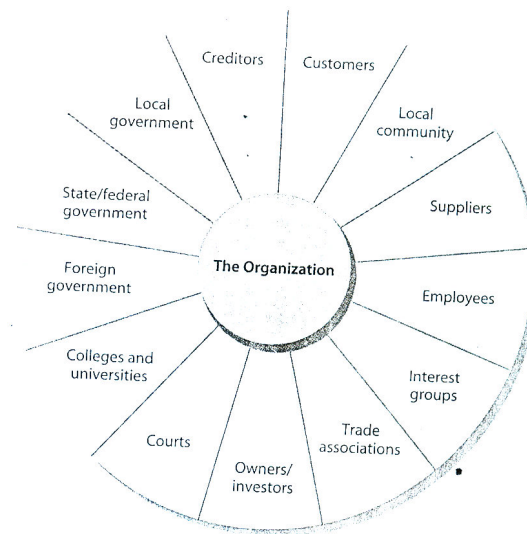 Creditors
Customers
Local
community
Suppliers
Employees
Interest
groups
Trade
associations
Owners/
investors
Courts
Colleges and
universities
Foreign
government
State/federal
government
Local
government
The Organization